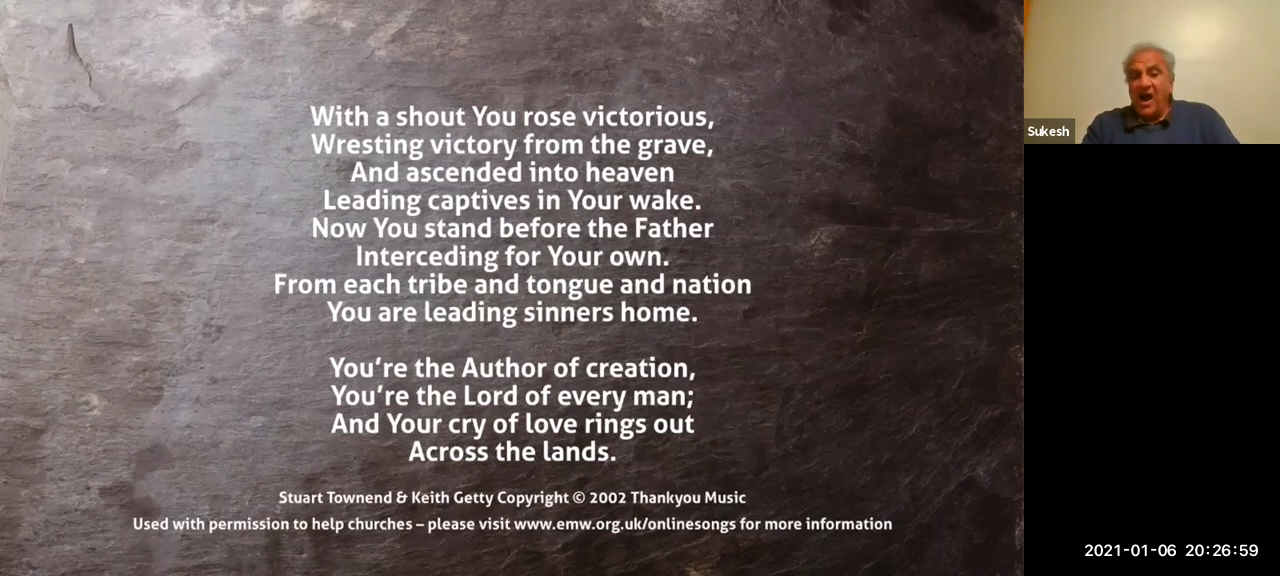 With a shout You rose victorious,
Wresting victory from the grave,
And ascended into heaven
Leading captives in Your wake.
Now You stand before the Father
Interceding for Your own.
From each tribe and tongue and nation
You are leading sinners home.
You’re the Author of creation,
You’re the Lord of every man;
And Your cry of love rings out
Across the lands.
Stuart Townend & Keith Getty Copyright © 2002 Thankyou Music
Used with permission to help churches – please visit www.emw.org.uk/onlinesongs for more information
Sukesh
2021-01-06 20:26:59